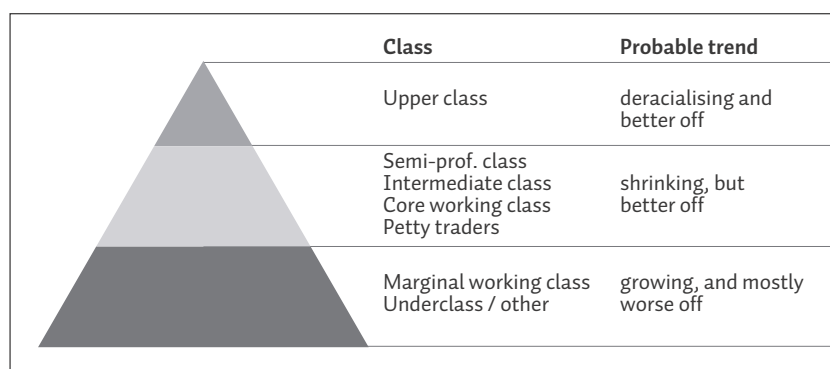 Class Probable trend
Upper class deracialising and
better off
Semi-prof. class
Intermediate class shrinking, but
Core working class better off
Petty traders
Marginal working class growing, and mostly
Underclass / other worse off